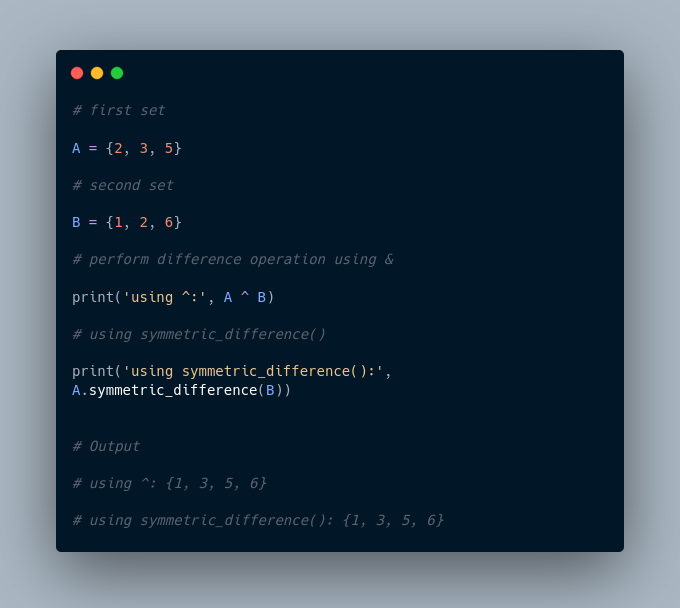 # first set
A = {2, 3, 5}
# second set
B = {1, 2, 6}
# perform difference operation using &
print('using ^:', A ^ B)
# using symmetric_difference()
print('using symmetric_difference():',
A.symmetric_difference(B))
# Output
# using ^: {1, 3, 5, 6}
# using symmetric_difference(): {1, 3, 5, 6}